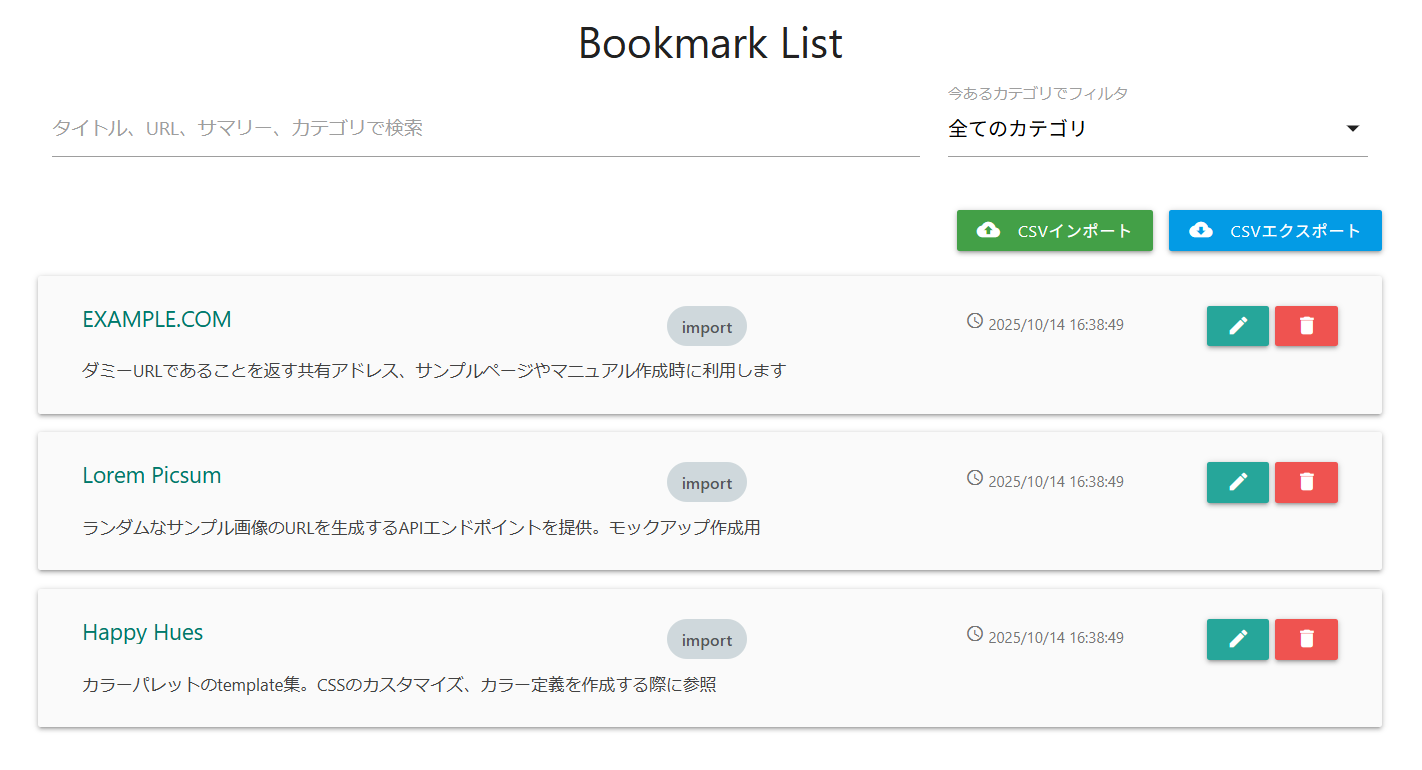 Bookmark List
今あるカテゴリでフィルタ
タイトル、URL、サマリー、カテゴリで検索
全てのカテゴリ
CSVインポート
CSVエクスポート
EXAMPLE.COM
import
2025/10/14 16:38:49
ダミーURLであることを返す共有アドレス、サンプルページやマニュアル作成時に利用します
Lorem Picsum
import
2025/10/14 16:38:49
ランダムなサンプル画像のURLを生成するAPIエンドポイントを提供。モックアップ作成用
Happy Hues
import
2025/10/14 16:38:49
カラーパレットのtemplate集。CSSのカスタマイズ、カラー定義を作成する際に参照